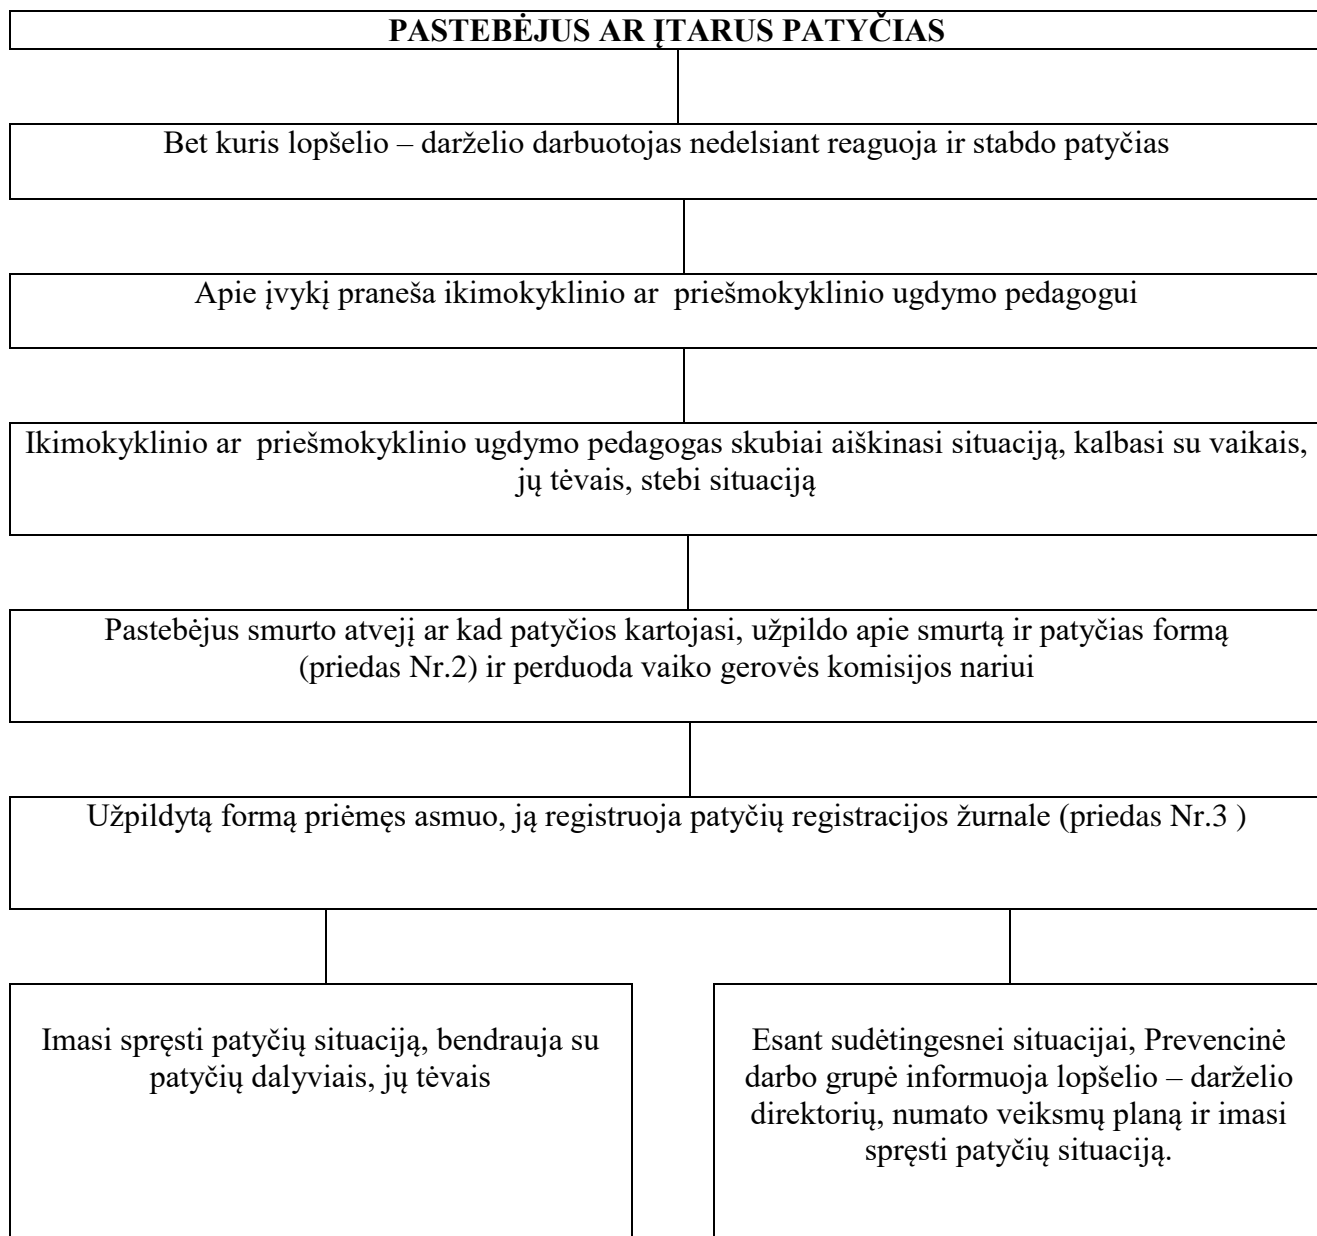 PASTEBĖJUS AR ĮTARUS PATYČIAS
Bet kuris lopšelio – darželio darbuotojas nedelsiant reaguoja ir stabdo patyčias
Apie įvykį praneša ikimokyklinio ar priešmokyklinio ugdymo pedagogui
Ikimokyklinio ar priešmokyklinio ugdymo pedagogas skubiai aiškinasi situaciją, kalbasi su vaikais,
jų tėvais, stebi situaciją
Pastebėjus smurto atvejį ar kad patyčios kartojasi, užpildo apie smurtą ir patyčias formą
(priedas Nr.2) ir perduoda vaiko gerovės komisijos nariui
Užpildytą formą priėmęs asmuo, ją registruoja patyčių registracijos žurnale (priedas Nr.3 )
Imasi spręsti patyčių situaciją, bendrauja su
patyčių dalyviais, jų tėvais
Esant sudėtingesnei situacijai, Prevencinė
darbo grupė informuoja lopšelio – darželio
direktorių, numato veiksmų planą ir imasi
spręsti patyčių situaciją.